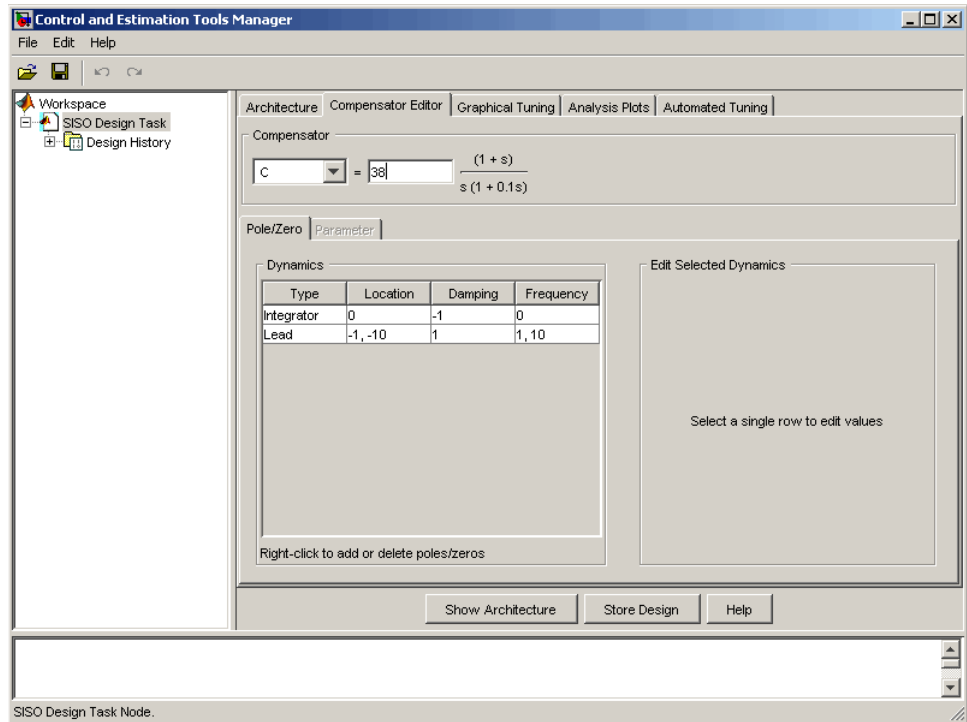 Control and Estimation Tools Manager
File Edit Help
Workspace
SISO Design Task
Design History
Architecture Compensator Editor Graphical Tuning Analysis Plots Automated Tuning
Compensator
C = 38 (1 + s)
s (1 + 0.1s)
Pole/Zero Parameter
Dynamics
Type Location Damping Frequency
Integrator 0 -1 0
Lead -1, -10 1 1, 10
Right-click to add or delete poles/zeros
Edit Selected Dynamics
Select a single row to edit values
Show Architecture Store Design Help
SISO Design Task Node.